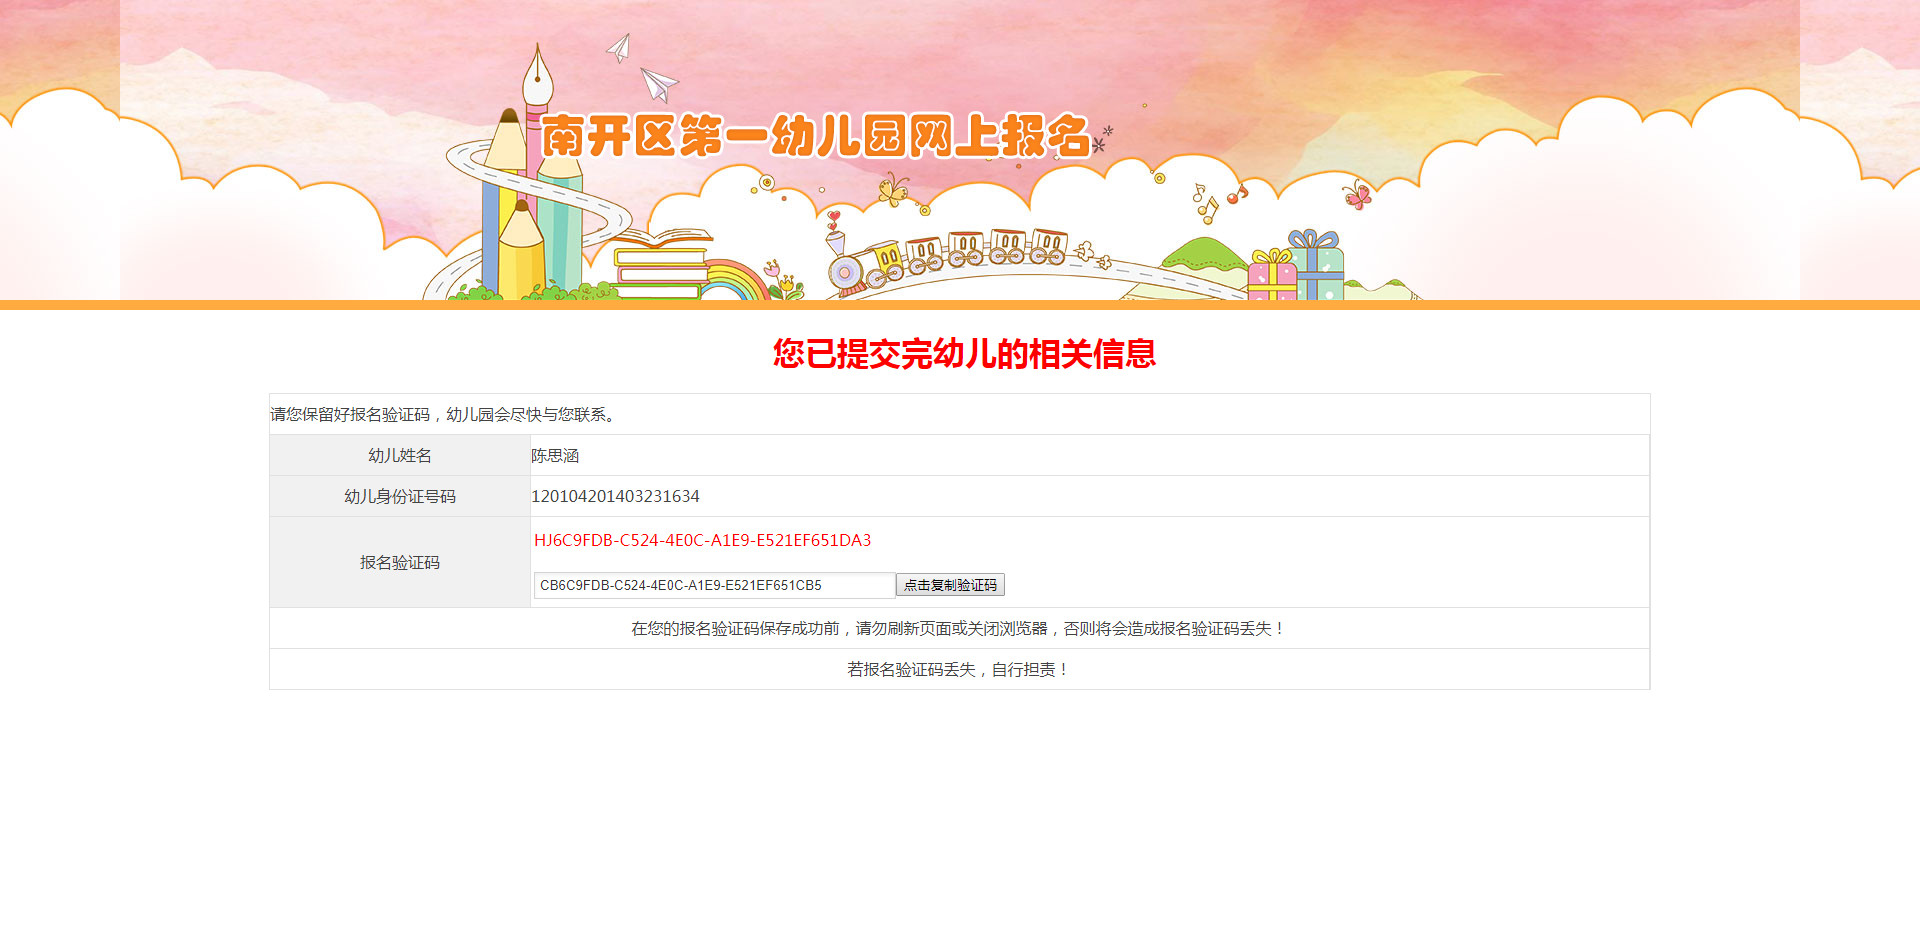 南开区第一幼儿园网上报名
您已提交完幼儿的相关信息
请您保留好报名验证码，幼儿园会尽快与您联系。
幼儿姓名 陈思涵
幼儿身份证号码 120104201403231634
报名验证码
HJ6C9FDB-C524-4E0C-A1E9-E521EF651DA3
CB6C9FDB-C524-4E0C-A1E9-E521EF651CB5 点击复制验证码
在您的报名验证码保存成功前，请勿刷新页面或关闭浏览器，否则将会造成报名验证码丢失！
若报名验证码丢失，自行担责！